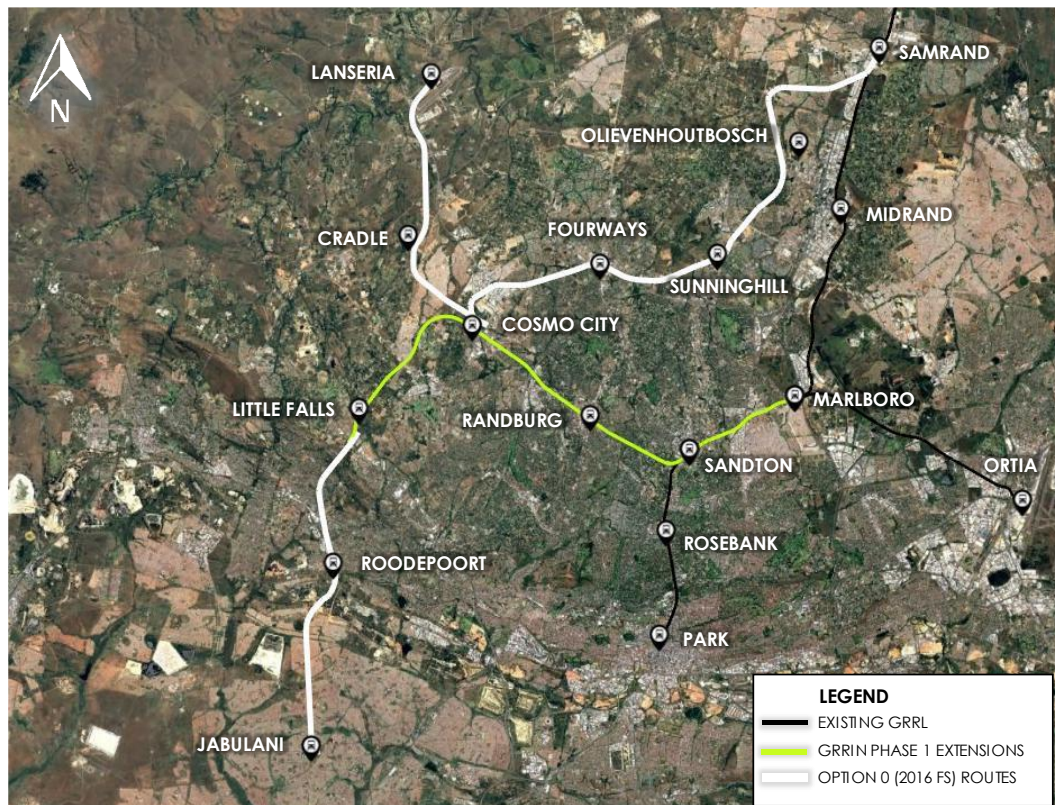 SAMRAND
LANSERIA
N
OLIEVENHOUTBOSCH
MIDRAND
FOURWAYS
CRADLE
SUNNINGHILL
COSMO CITY
MARLBORO
LITTLE FALLS
RANDBURG
SANDTON
ORTIA
ROSEBANK
ROODEPOORT
PARK
JABULANI
LEGEND
EXISTING GRRL
GRRIN PHASE 1 EXTENSIONS
OPTION 0 (2016 FS) ROUTES